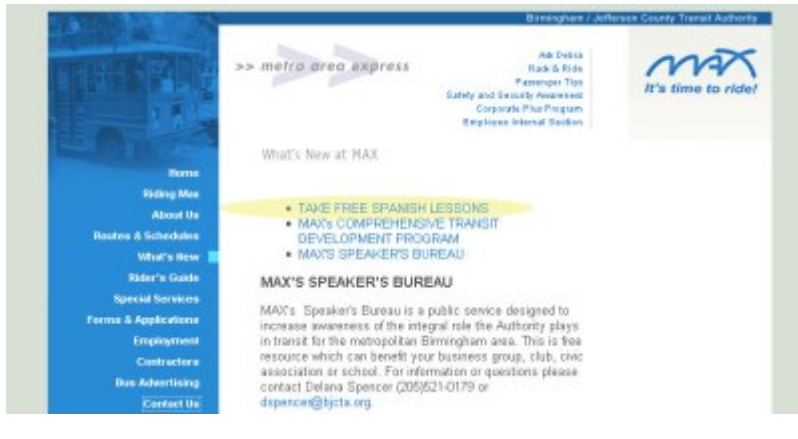 Birmingham / Jefferson County Transit Authority
>> metro area express
Ask Delsa
Rack & Ride
Passenger Tips
Safety and Security Awareness
Corporate Plus Program
Employee Internal Section
MAX
It's time to ride!
What's New at MAX
Home
Riding Max
About Us
Routes & Schedules
What's New
Rider's Guide
Special Services
Forms & Applications
Employment
Contractors
Bus Advertising
Contact Us
• TAKE FREE SPANISH LESSONS
• MAX's COMPREHENSIVE TRANSIT
DEVELOPMENT PROGRAM
• MAX'S SPEAKER'S BUREAU
MAX'S SPEAKER'S BUREAU
MAX's Speaker's Bureau is a public service designed to
increase awareness of the integral role the Authority plays
in transit for the metropolitan Birmingham area. This is free
resource which can benefit your business group, club, civic
association or school. For information or questions please
contact Delana Spencer (205)521-0179 or
dspencer@bjcta.org.